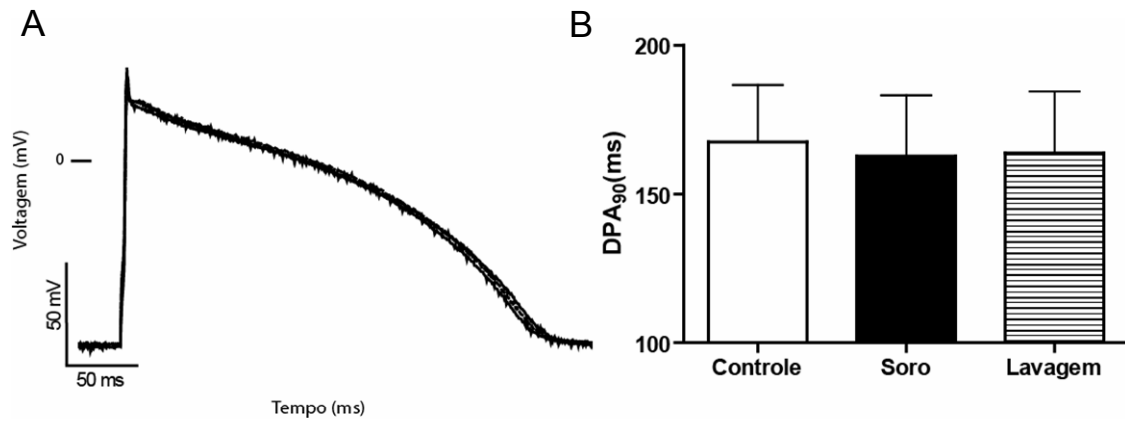 A
Voltagem (mV)
0
50 mV
50 ms
Tempo (ms)
B
DPA90(ms)
200
150
100
Controle
Soro
Lavagem